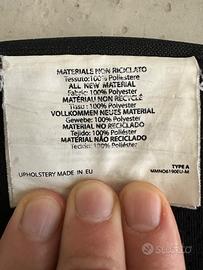 MATERIALE NON RICICLATO
Tessuto:100% Poliestere
ALL NEW MATERIAL
Fabric: 100% Polyester
MATÉRIAU NON RECYCLÉ
Tissu : 100% Polyester
VOLLKOMMEN NEUES MATERIAL
Gewebe: 100% Polyester
MATERIAL NO RECICLADO
Tejido: 100% Poliéster
MATERIAL NÃO RECICLADO
Tecido: 100% Poliéster
TYPE A
UPHOLSTERY MADE IN EU
MMNO6190EU-M
subito